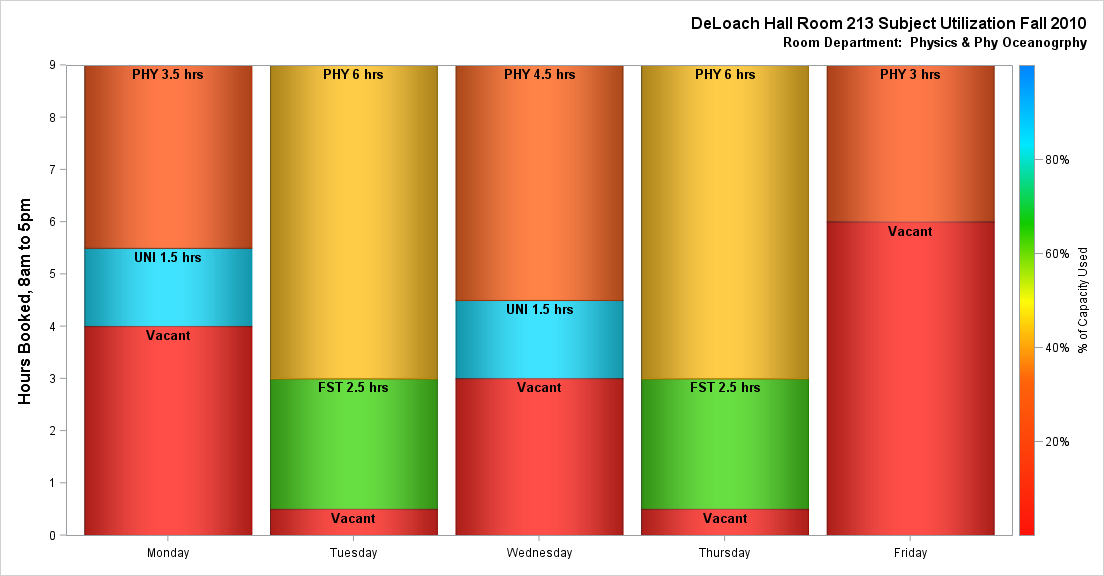 DeLoach Hall Room 213 Subject Utilization Fall 2010
Room Department:  Physics & Phy Oceanogrphy
Hours Booked, 8am to 5pm
9
8
7
6
5
4
3
2
1
0
PHY 3.5 hrs
UNI 1.5 hrs
Vacant
PHY 6 hrs
FST 2.5 hrs
Vacant
PHY 4.5 hrs
UNI 1.5 hrs
Vacant
PHY 6 hrs
FST 2.5 hrs
Vacant
PHY 3 hrs
Vacant
Monday
Tuesday
Wednesday
Thursday
Friday
80%
60%
40%
20%
% of Capacity Used